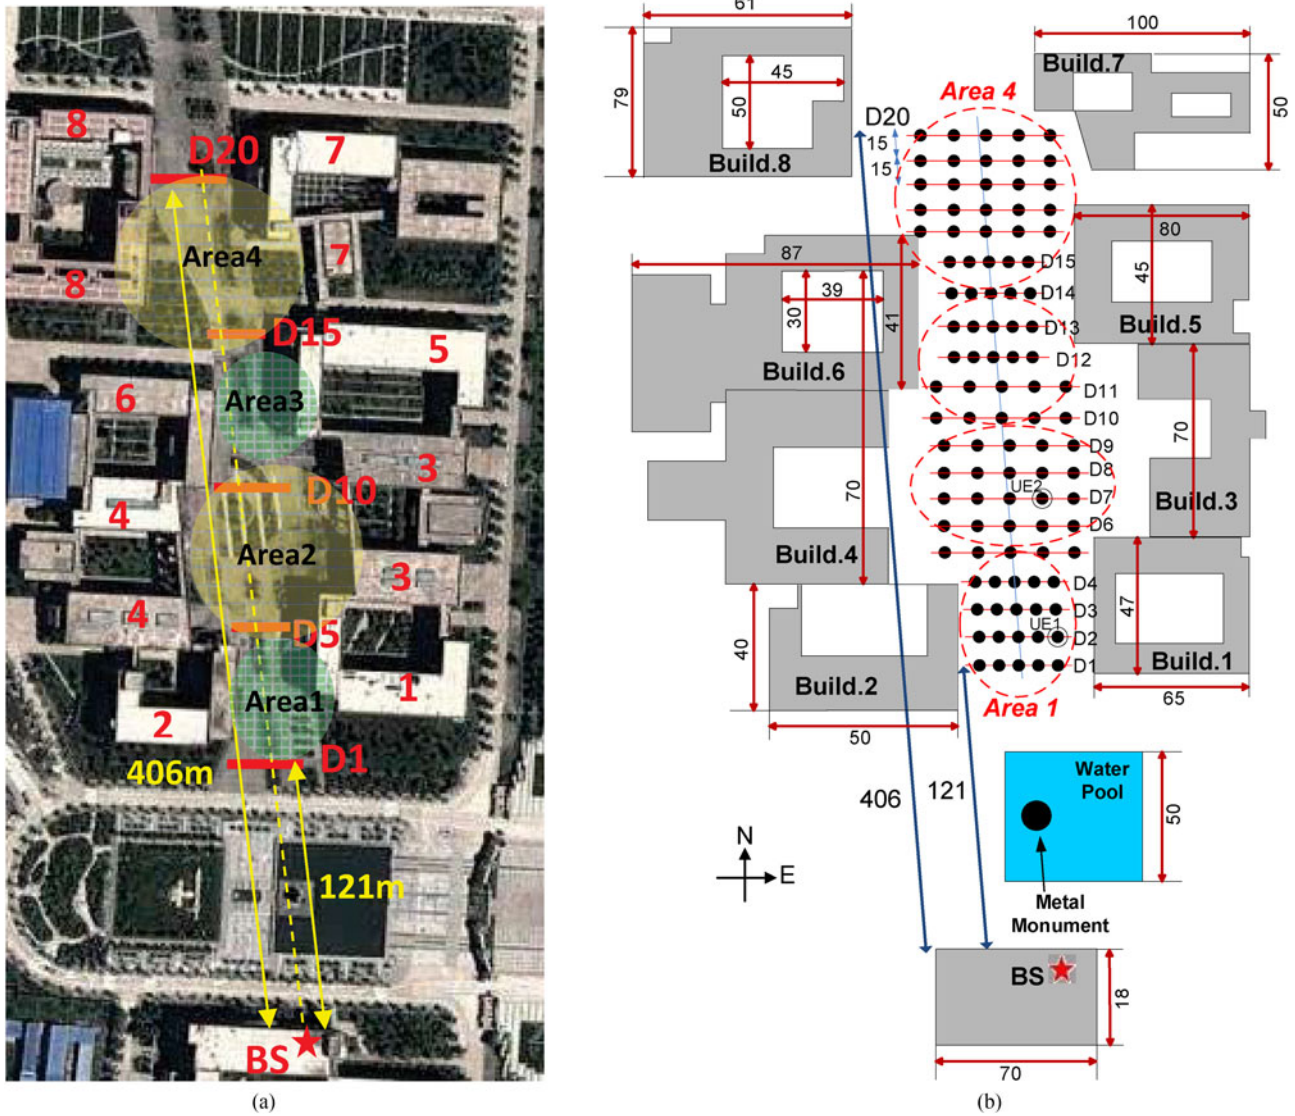 8
7
D20
Area4
7
8
D15
5
6
Area3
3
D10
4
Area2
3
4
D5
1
Area1
2
D1
406m
121m
BS
(a)
61
100
Build.7
79
45
50
50
Area 4
D20
15
15
Build.8
87
80
39
D15
45
30
41
D14
D13
Build.5
Build.6
D12
D11
D10
D9
D8
70
70
UE2
D7
Build.3
D6
Build.4
D4
47
D3
UE1
40
D2
Build.1
Build.2
D1
65
Area 1
50
406
121
Water
Pool
50
N
E
Metal
Monument
BS
18
70
(b)